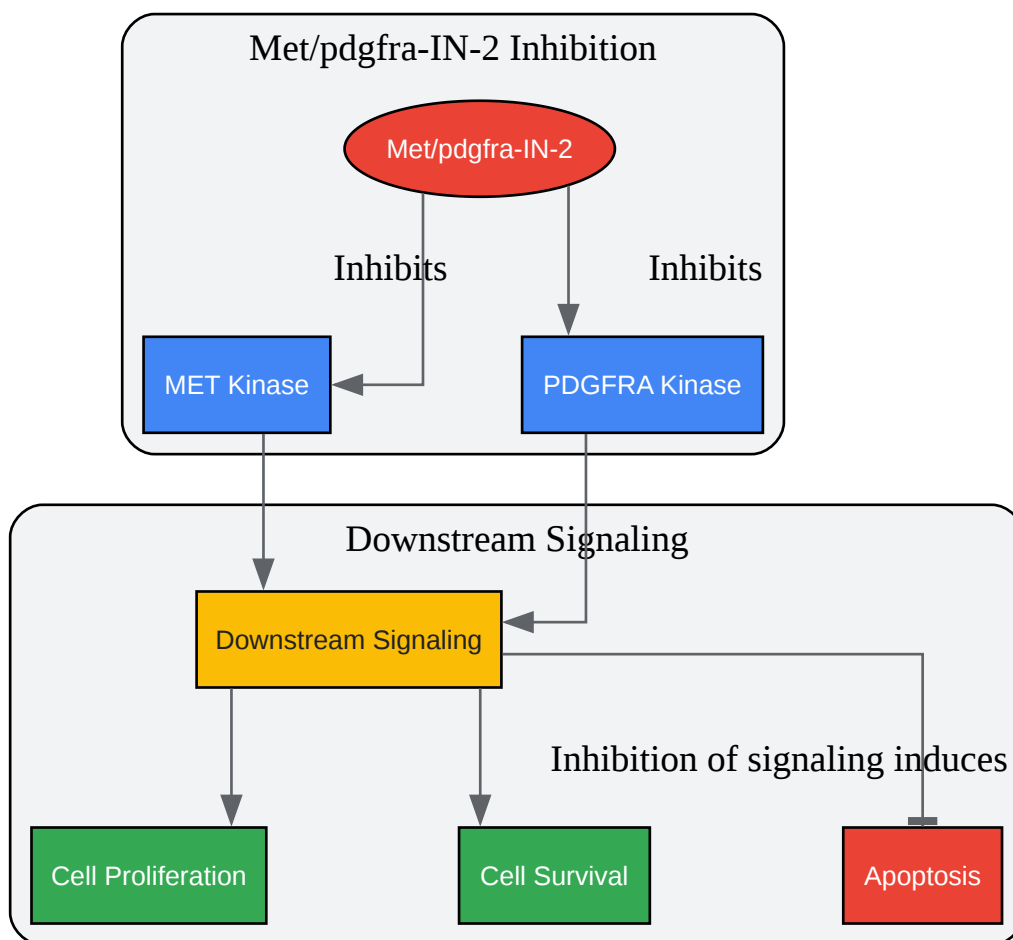 Met/pdgfra-IN-2 Inhibition
Met/pdgfra-IN-2
Inhibits
Inhibits
MET Kinase
PDGFRA Kinase
Downstream Signaling
Downstream Signaling
Inhibition of signaling induces
Cell Proliferation
Cell Survival
Apoptosis